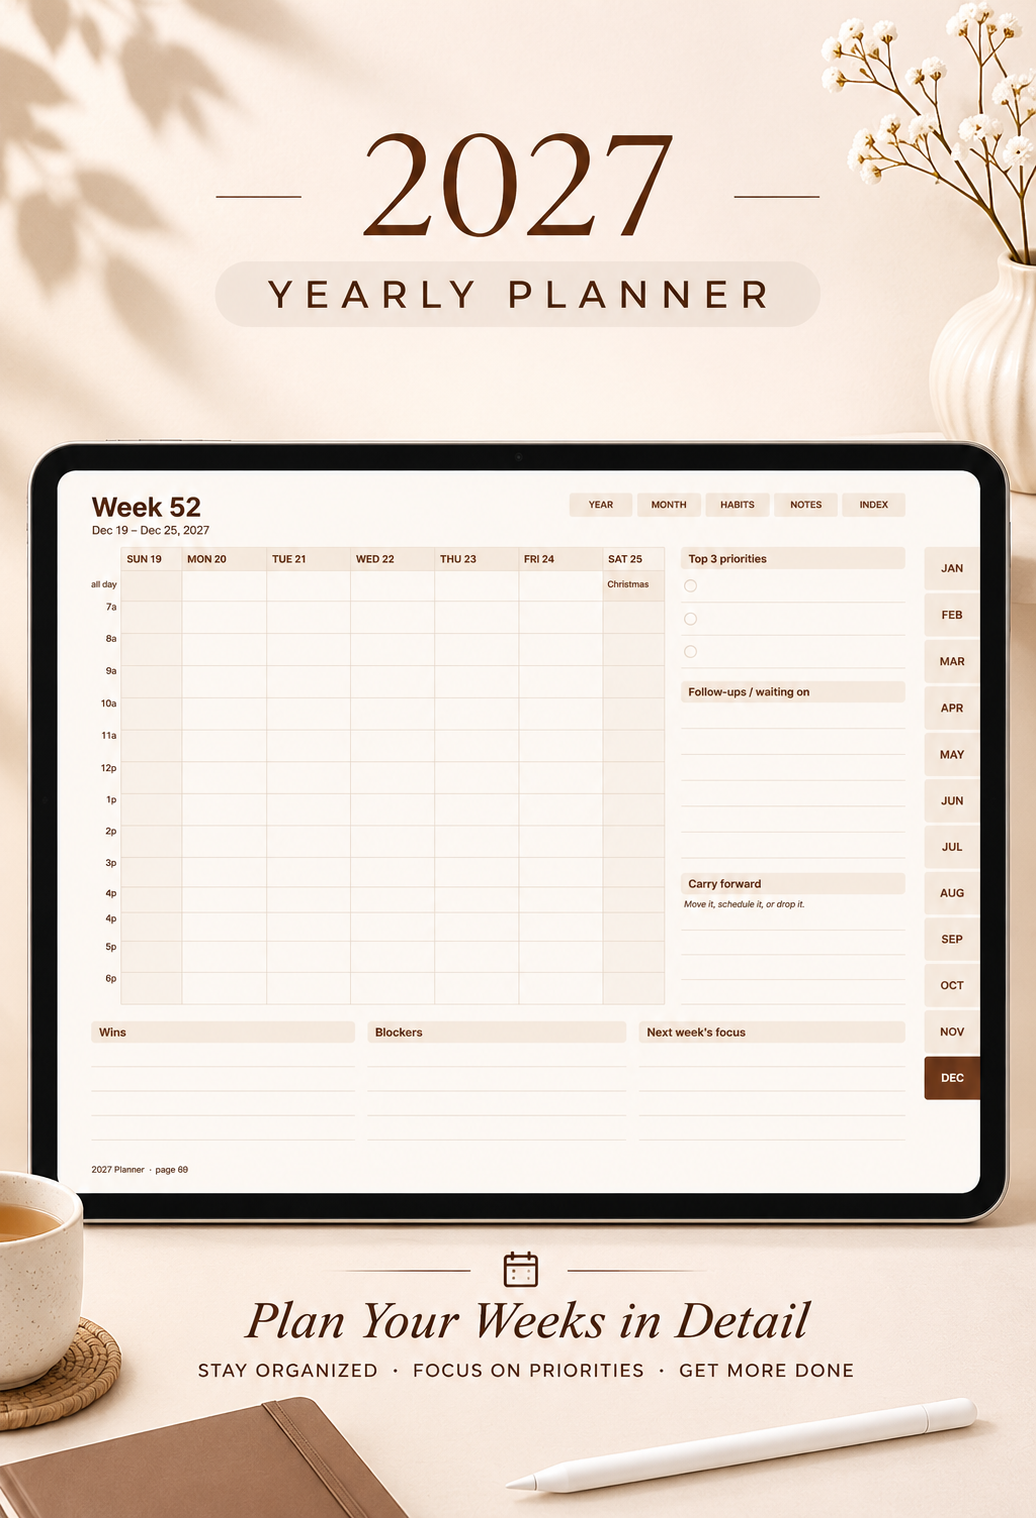 2027
YEARLY PLANNER
Week 52
Dec 19 – Dec 25, 2027
YEAR MONTH HABITS NOTES INDEX
SUN 19 MON 20 TUE 21 WED 22 THU 23 FRI 24 SAT 25
all day Christmas
7a
8a
9a
10a
11a
12p
1p
2p
3p
4p
4p
5p
6p
Top 3 priorities
Follow-ups / waiting on
Carry forward
Move it, schedule it, or drop it.
JAN
FEB
MAR
APR
MAY
JUN
JUL
AUG
SEP
OCT
NOV
DEC
Wins Blockers Next week's focus
2027 Planner · page 69
Plan Your Weeks in Detail
STAY ORGANIZED · FOCUS ON PRIORITIES · GET MORE DONE